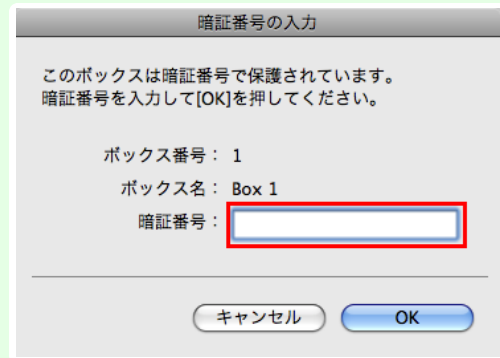 暗証番号の入力
このボックスは暗証番号で保護されています。
暗証番号を入力して[OK]を押してください。
ボックス番号： 1
ボックス名： Box 1
暗証番号：
キャンセル OK